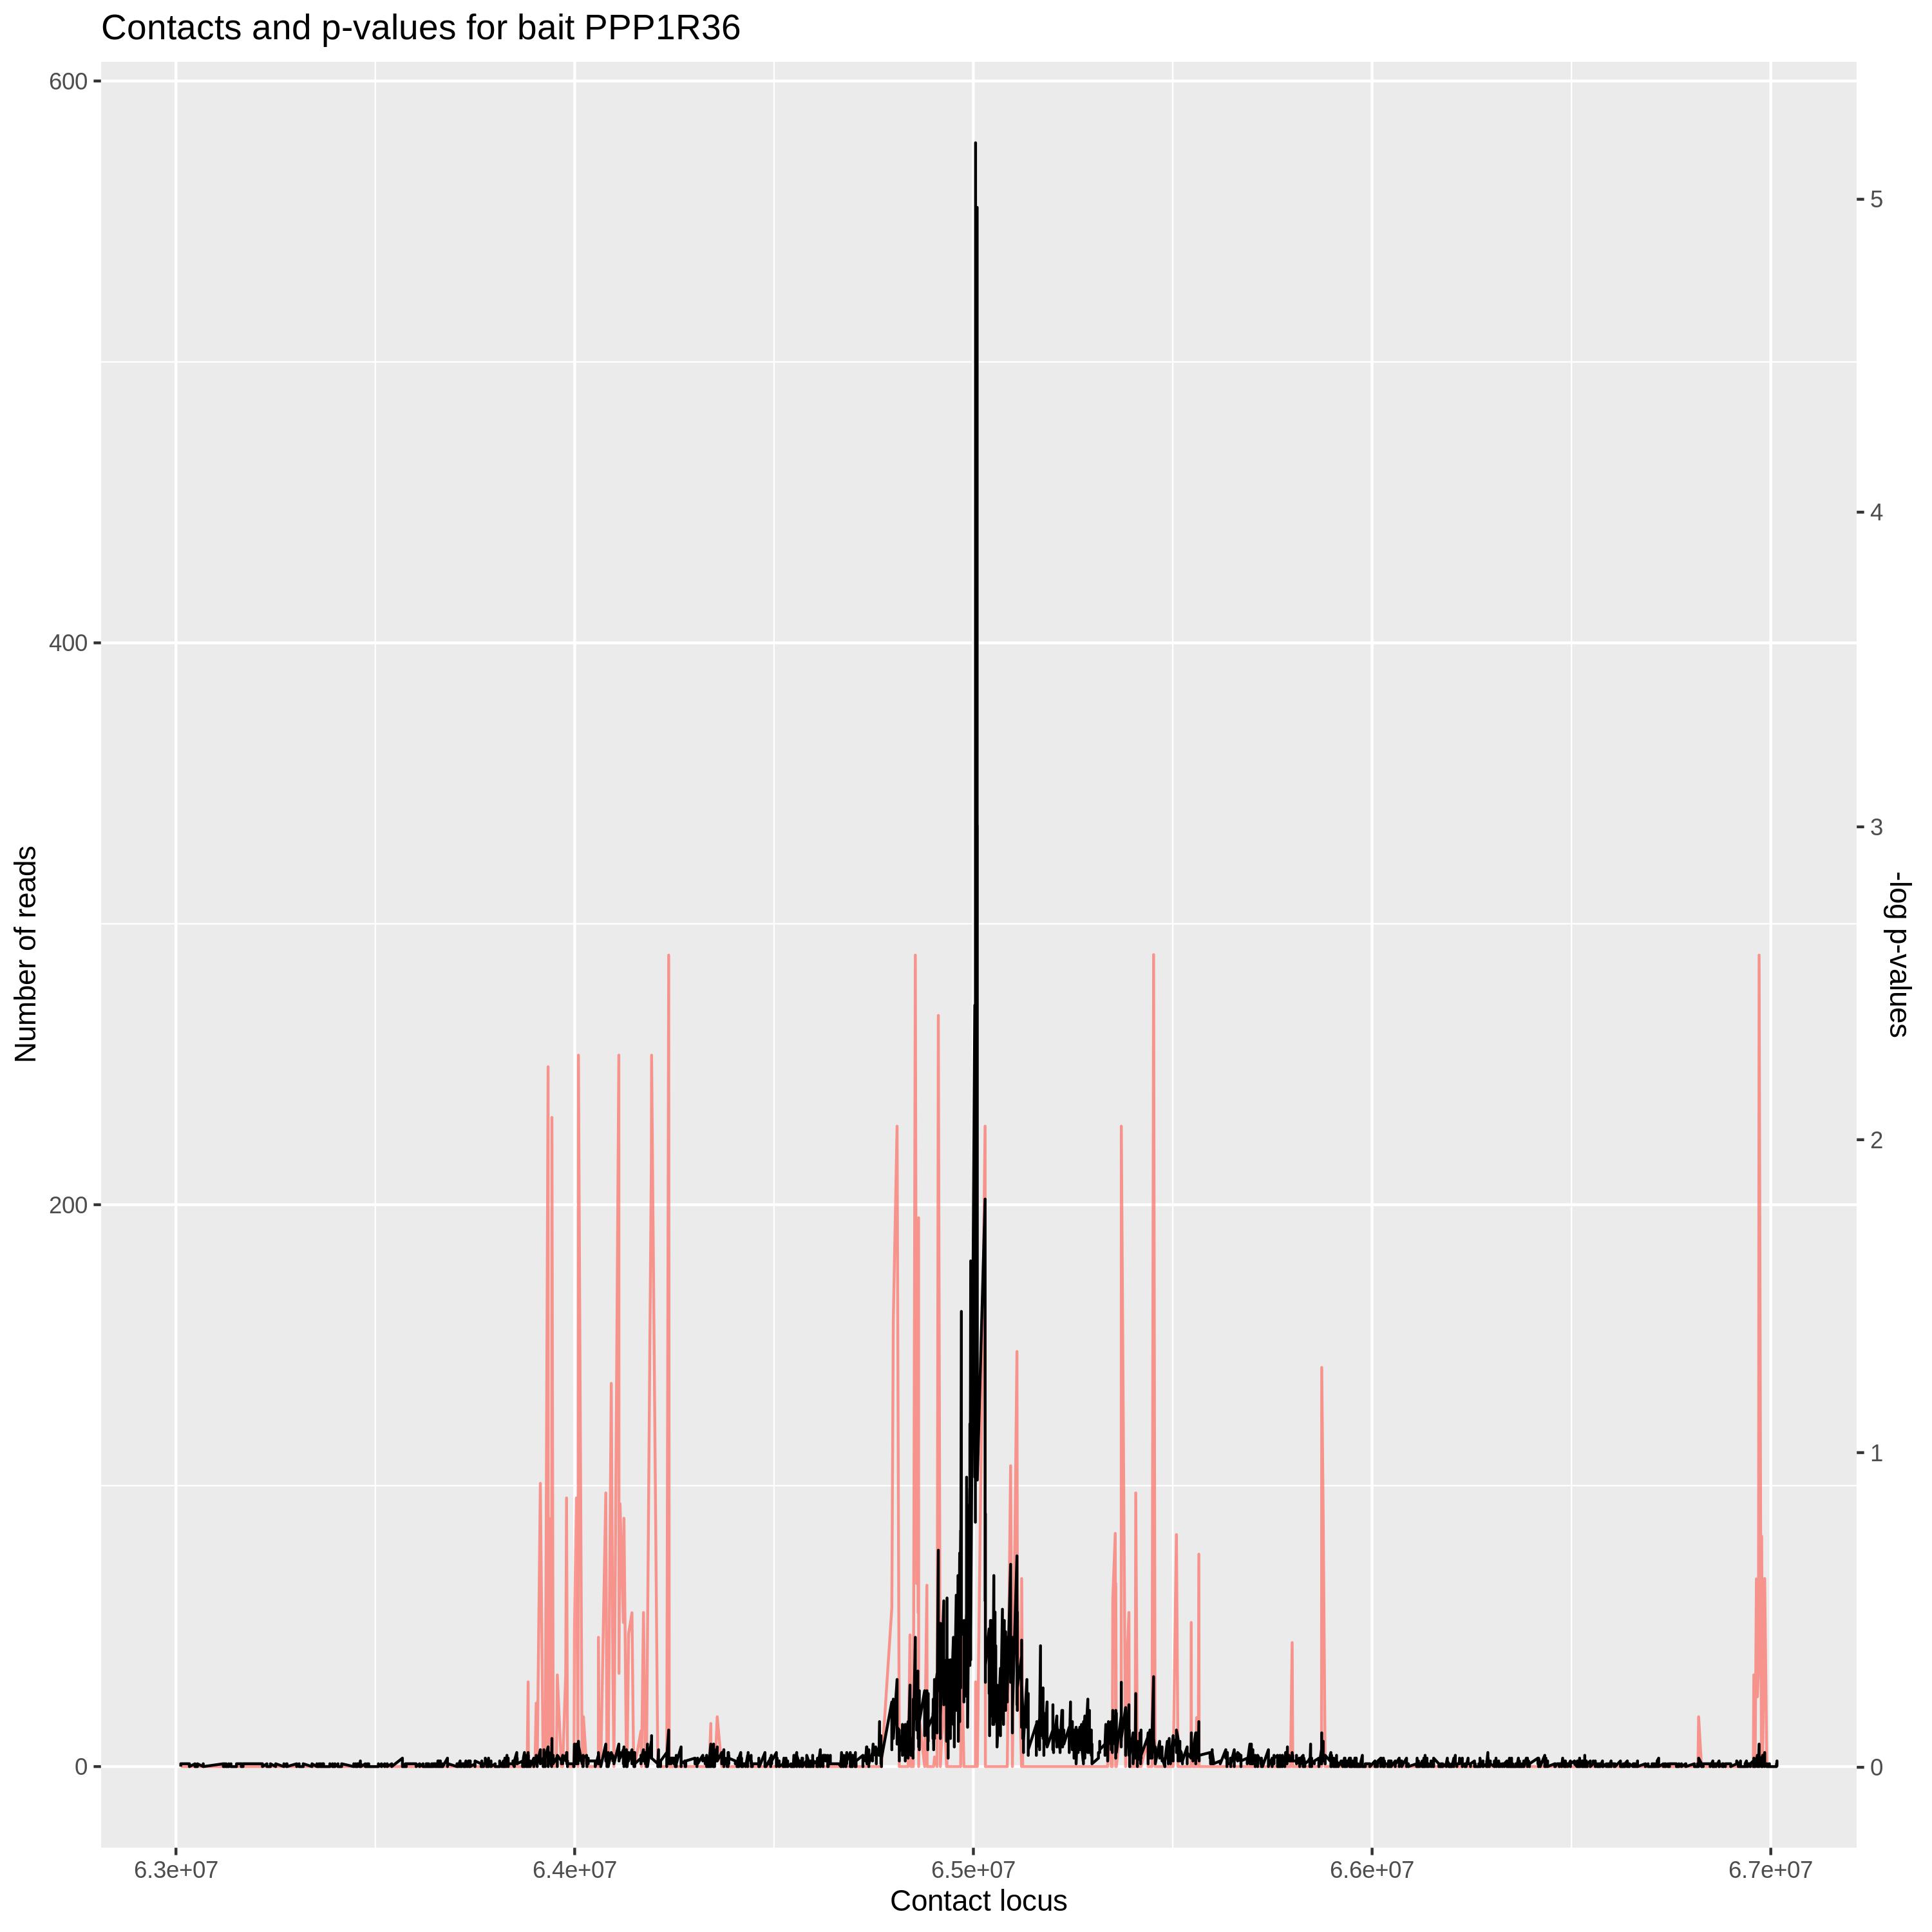 Contacts and p-values for bait PPP1R36
600
400
200
0
Number of reads
5
4
3
2
1
0
-log p-values
6.3e+07
6.4e+07
6.5e+07
6.6e+07
6.7e+07
Contact locus